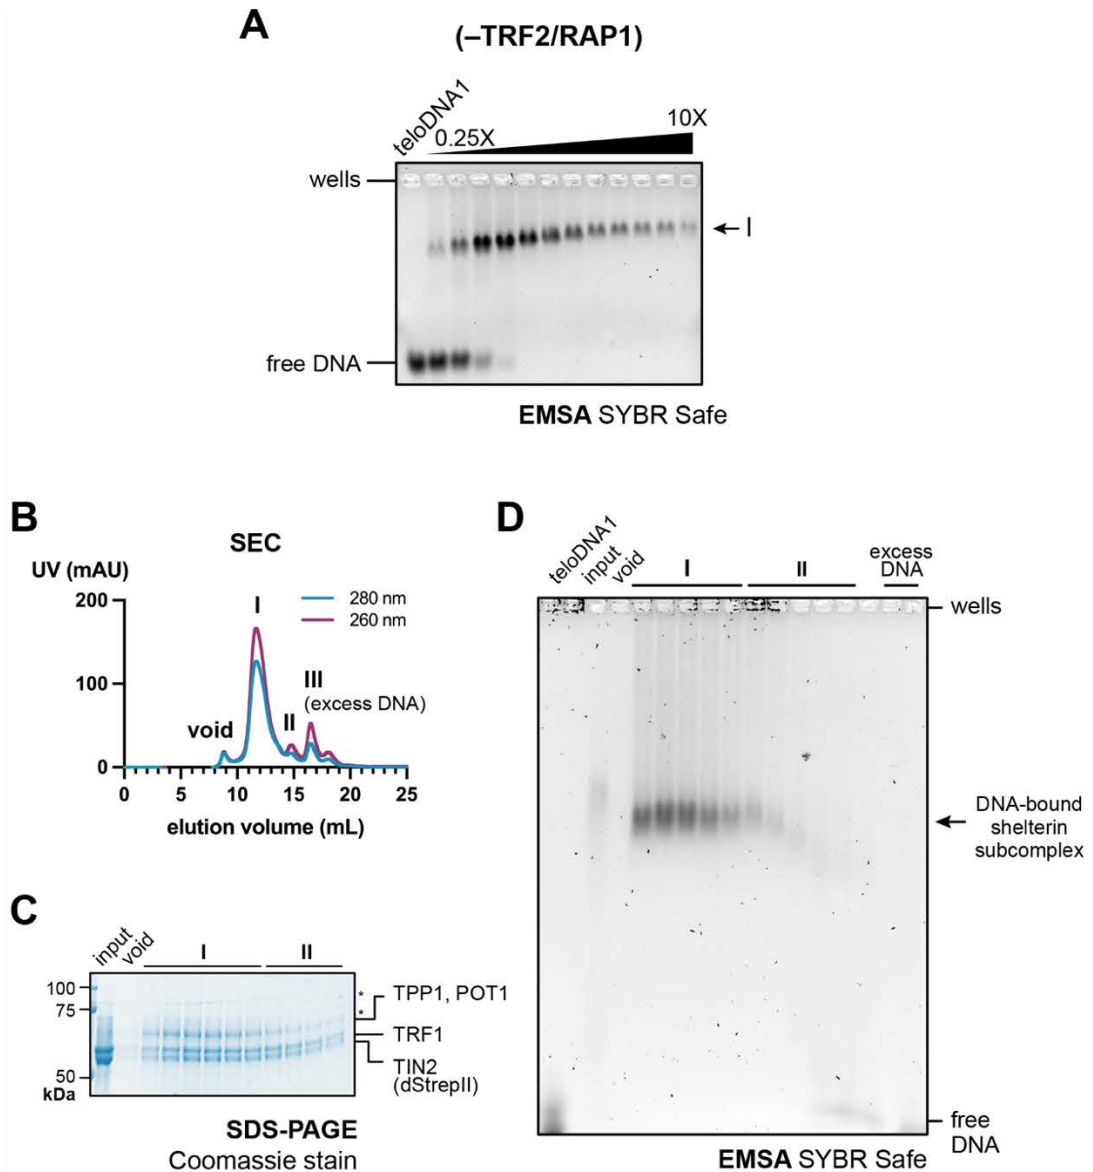 A
(–TRF2/RAP1)
teloDNA1
0.25X
10X
wells
I
free DNA
EMSA SYBR Safe
B
SEC
UV (mAU)
200
100
0
I
280 nm
260 nm
III
(excess DNA)
II
void
0 5 10 15 20 25
elution volume (mL)
C
input
void
I
II
100
75
50
kDa
*
*
TPP1, POT1
TRF1
TIN2
(dStrepII)
SDS-PAGE
Coomassie stain
D
teloDNA1
input
void
I
II
excess
DNA
wells
DNA-bound
shelterin
subcomplex
free
DNA
EMSA SYBR Safe